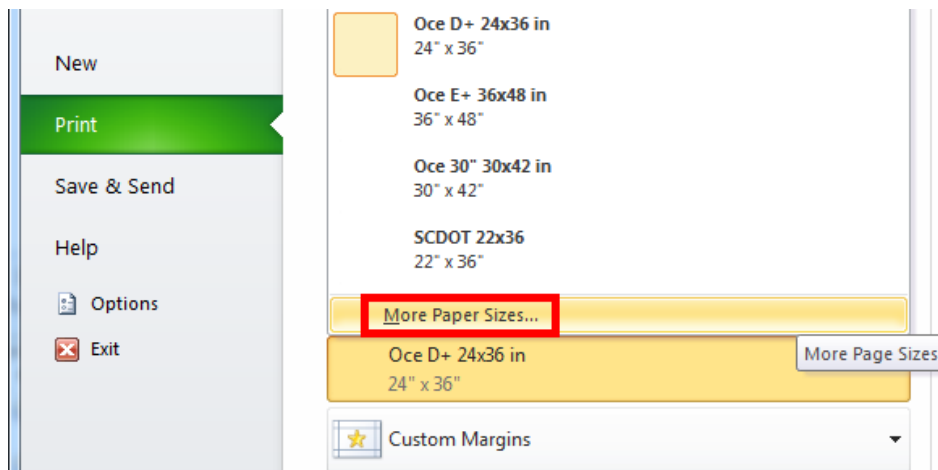 New
Print
Save & Send
Help
Options
Exit
Oce D+ 24x36 in
24" x 36"
Oce E+ 36x48 in
36" x 48"
Oce 30" 30x42 in
30" x 42"
SCDOT 22x36
22" x 36"
More Paper Sizes...
Oce D+ 24x36 in
24" x 36"
More Page Sizes
Custom Margins